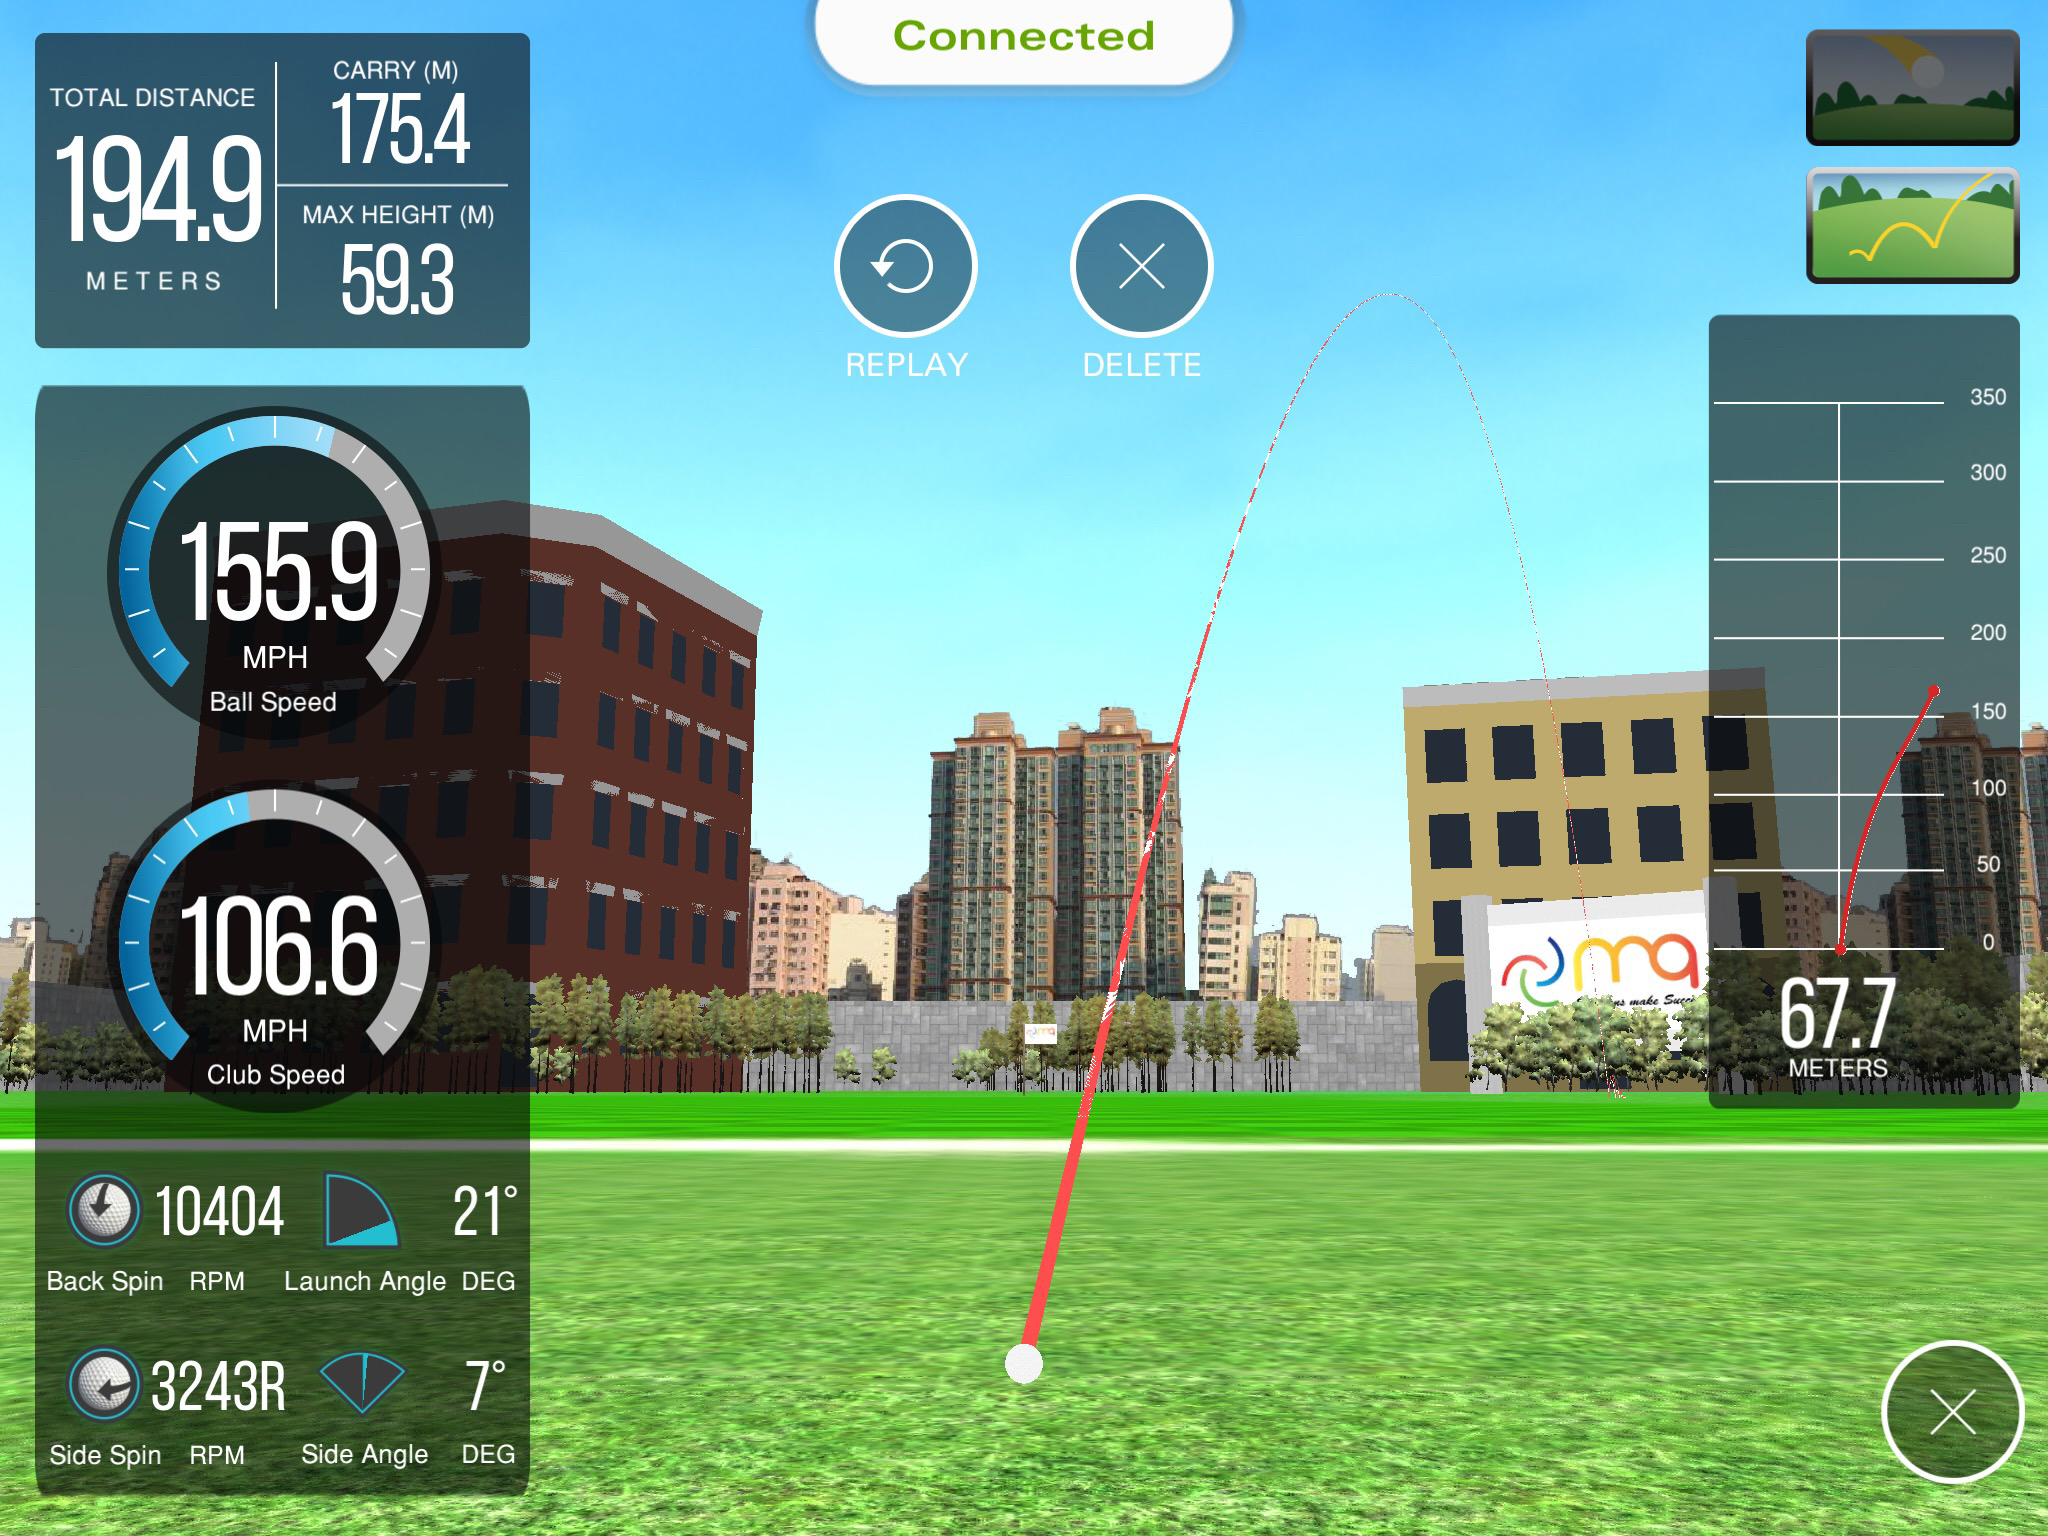 Connected
TOTAL DISTANCE
194.9
METERS
CARRY (M)
175.4
MAX HEIGHT (M)
59.3
REPLAY
DELETE
155.9
MPH
Ball Speed
106.6
MPH
Club Speed
10404
Back Spin RPM
21°
Launch Angle DEG
3243R
Side Spin RPM
7°
Side Angle DEG
350
300
250
200
150
100
50
0
67.7
METERS
ma
make